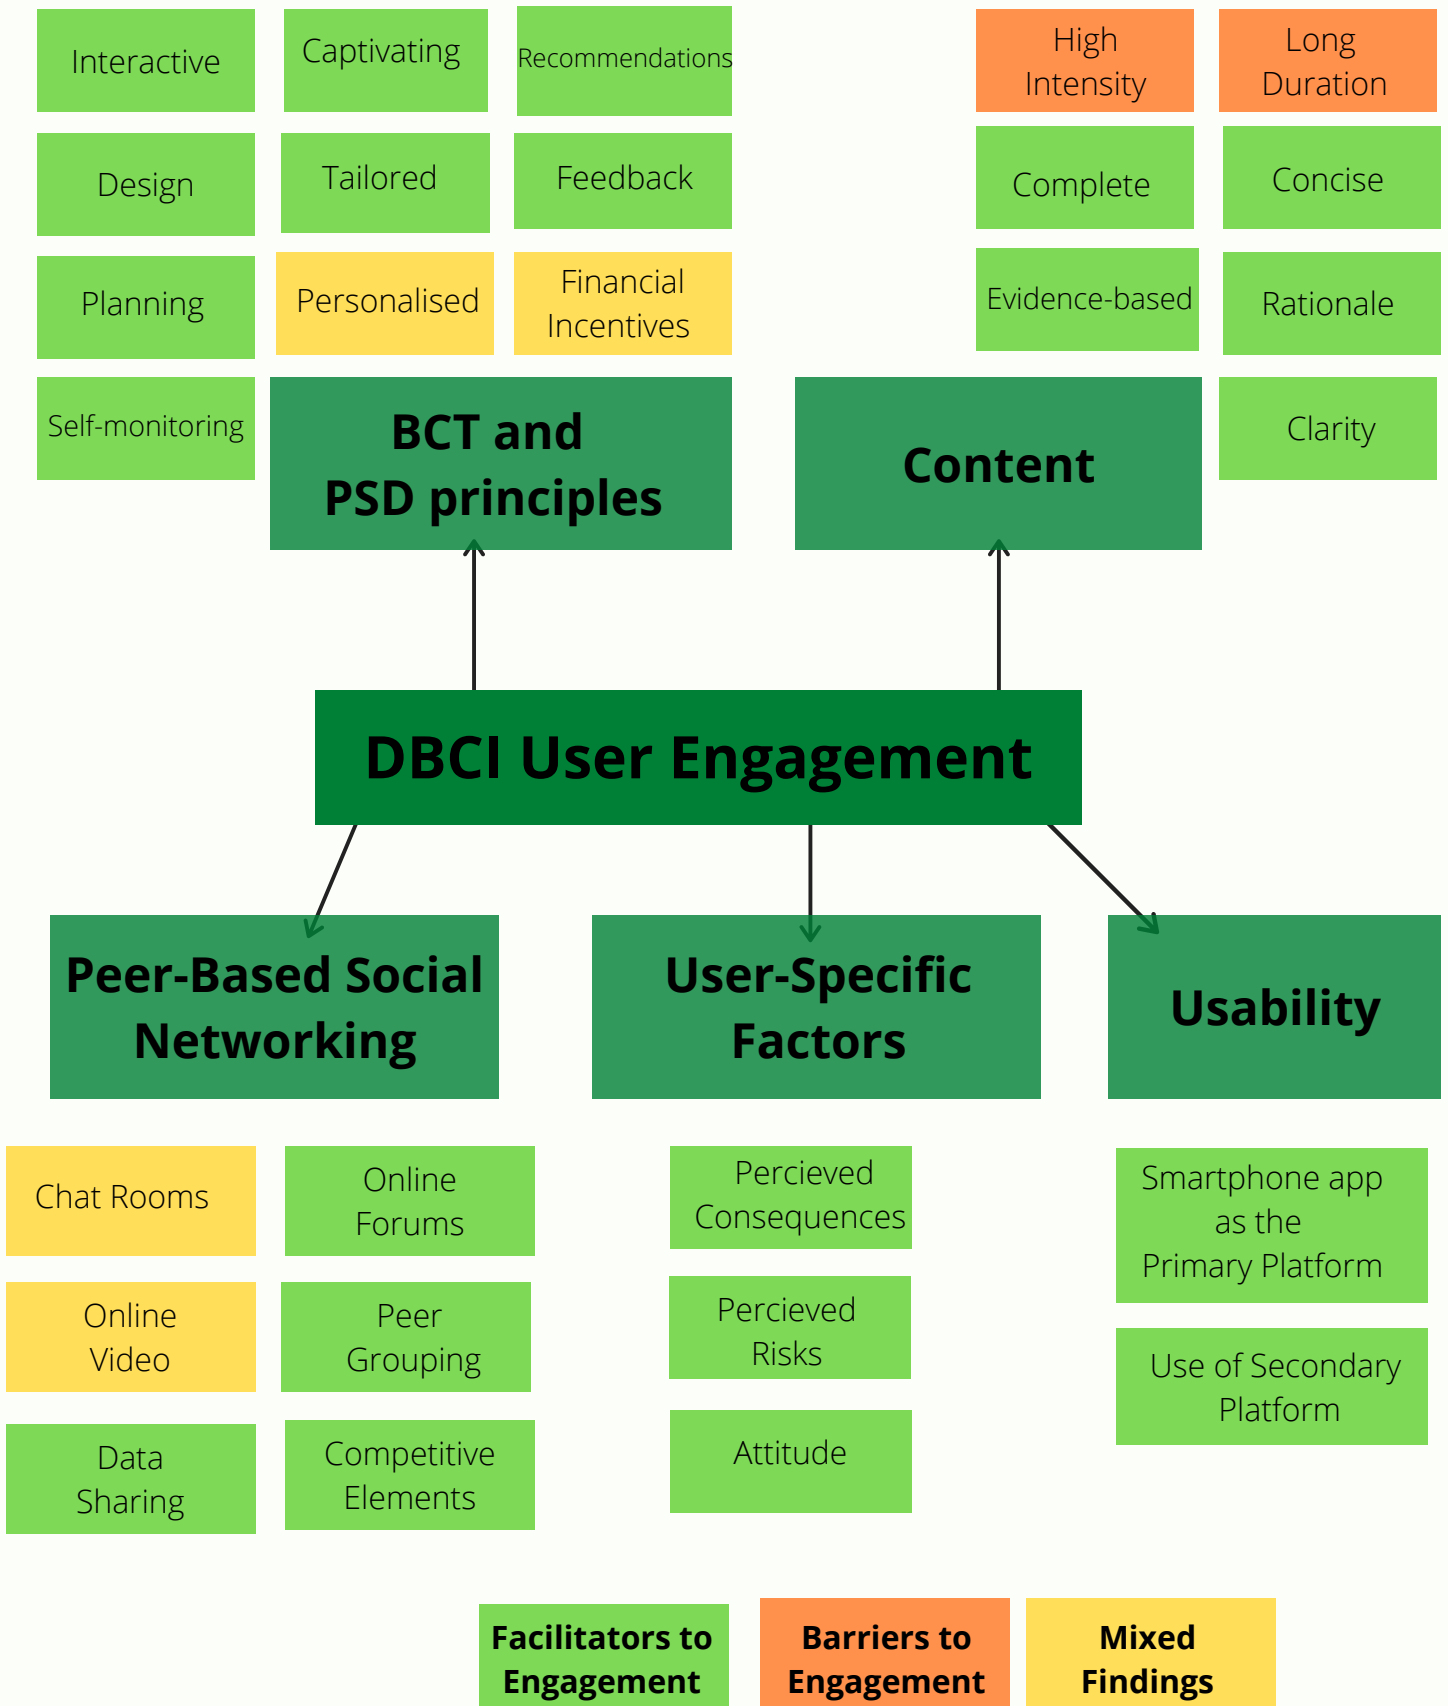 Interactive
Captivating
Recommendations
Design
Tailored
Feedback
Planning
Personalised
Financial
Incentives
Self-monitoring
BCT and
PSD principles
High
Intensity
Long
Duration
Complete
Concise
Evidence-based
Rationale
Clarity
Content
DBCI User Engagement
Peer-Based Social
Networking
User-Specific
Factors
Usability
Chat Rooms
Online
Forums
Online
Video
Peer
Grouping
Data
Sharing
Competitive
Elements
Percieved
Consequences
Percieved
Risks
Attitude
Smartphone app
as the
Primary Platform
Use of Secondary
Platform
Facilitators to
Engagement
Barriers to
Engagement
Mixed
Findings